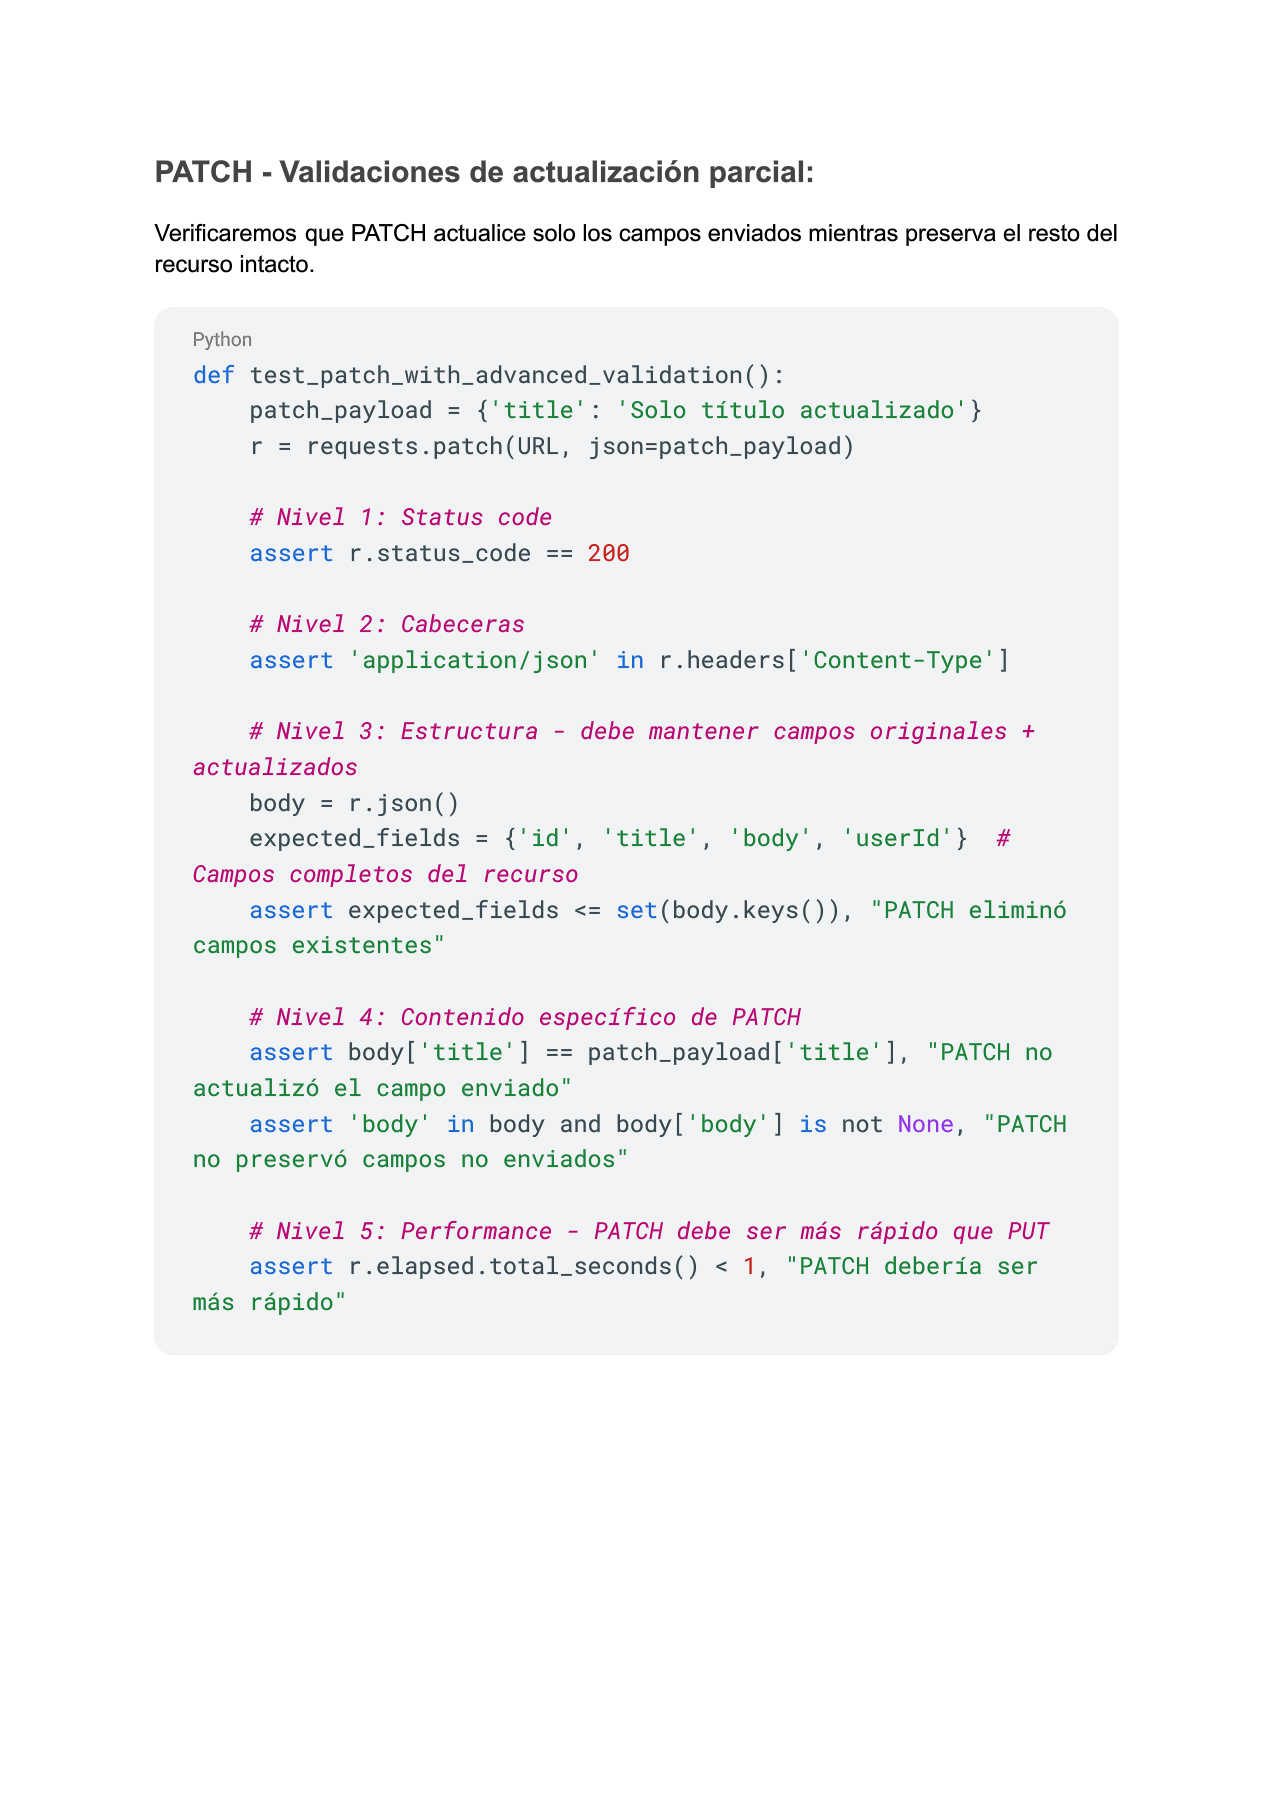 PATCH - Validaciones de actualización parcial:
Verificaremos que PATCH actualice solo los campos enviados mientras preserva el resto del
recurso intacto.
Python
def test_patch_with_advanced_validation():
    patch_payload = {'title': 'Solo título actualizado'}
    r = requests.patch(URL, json=patch_payload)
    # Nivel 1: Status code
    assert r.status_code == 200
    # Nivel 2: Cabeceras
    assert 'application/json' in r.headers['Content-Type']
    # Nivel 3: Estructura - debe mantener campos originales +
actualizados
    body = r.json()
    expected_fields = {'id', 'title', 'body', 'userId'}  #
Campos completos del recurso
    assert expected_fields <= set(body.keys()), "PATCH eliminó
campos existentes"
    # Nivel 4: Contenido específico de PATCH
    assert body['title'] == patch_payload['title'], "PATCH no
actualizó el campo enviado"
    assert 'body' in body and body['body'] is not None, "PATCH
no preservó campos no enviados"
    # Nivel 5: Performance - PATCH debe ser más rápido que PUT
    assert r.elapsed.total_seconds() < 1, "PATCH debería ser
más rápido"